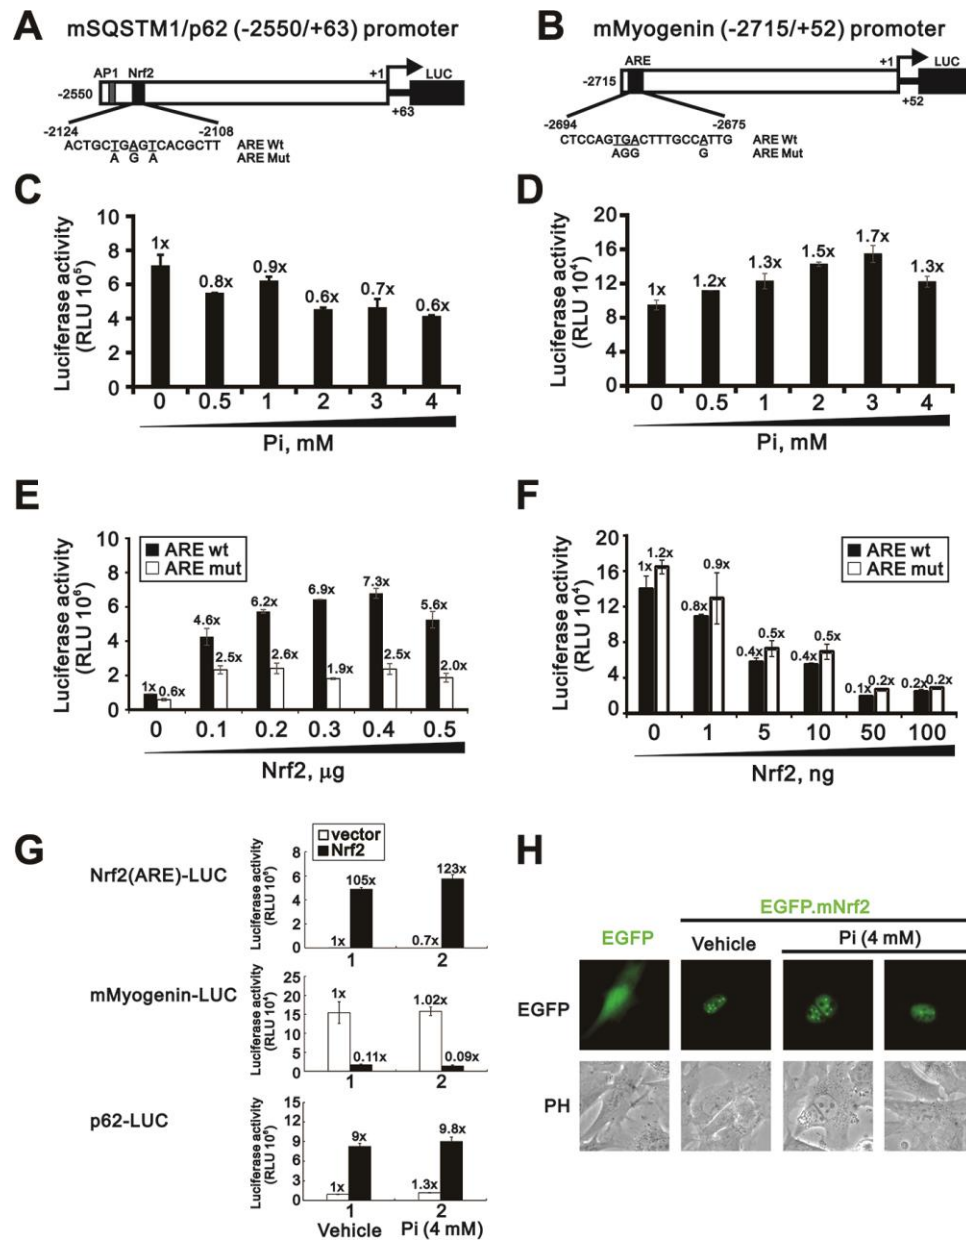 A mSQSTM1/p62 (-2550/+63) promoter
AP1 Nrf2 +1 LUC
-2550
+63
-2124 -2108
ACTGCTGAGTCACGCTT ARE Wt
A G A ARE Mut
B mMyogenin (-2715/+52) promoter
ARE +1 LUC
-2715
+52
-2694 -2675
CTCCAGTGACTTTGCCATTG ARE Wt
AGG G ARE Mut
C
Luciferase activity
(RLU 10⁵)
10
8
6
4
2
0
1x 0.8x 0.9x 0.6x 0.7x 0.6x
0 0.5 1 2 3 4
Pi, mM
D
Luciferase activity
(RLU 10⁴)
20
16
12
8
4
0
1x 1.2x 1.3x 1.5x 1.7x 1.3x
0 0.5 1 2 3 4
Pi, mM
E
ARE wt
ARE mut
Luciferase activity
(RLU 10⁶)
10
8
6
4
2
0
1x 0.6x 4.6x 2.5x 6.2x 2.6x 6.9x 1.9x 7.3x 2.5x 5.6x 2.0x
0 0.1 0.2 0.3 0.4 0.5
Nrf2, µg
F
ARE wt
ARE mut
Luciferase activity
(RLU 10⁴)
20
16
12
8
4
0
1x 1.2x 0.8x 0.9x 0.4x 0.5x 0.4x 0.5x 0.1x 0.2x 0.2x 0.2x
0 1 5 10 50 100
Nrf2, ng
G
vector
Nrf2
Nrf2(ARE)-LUC
Luciferase activity
8
6
4
2
0
1x 105x 0.7x 123x
1 2
mMyogenin-LUC
Luciferase activity
(RLU 10⁴)
25
20
15
10
5
0
1x 0.11x 1.02x 0.09x
1 2
p62-LUC
Luciferase activity
(RLU 10⁶)
15
12
9
6
3
0
1x 9x 1.3x 9.8x
1 2
Vehicle Pi (4 mM)
H
EGFP.mNrf2
EGFP Vehicle Pi (4 mM)
EGFP
PH